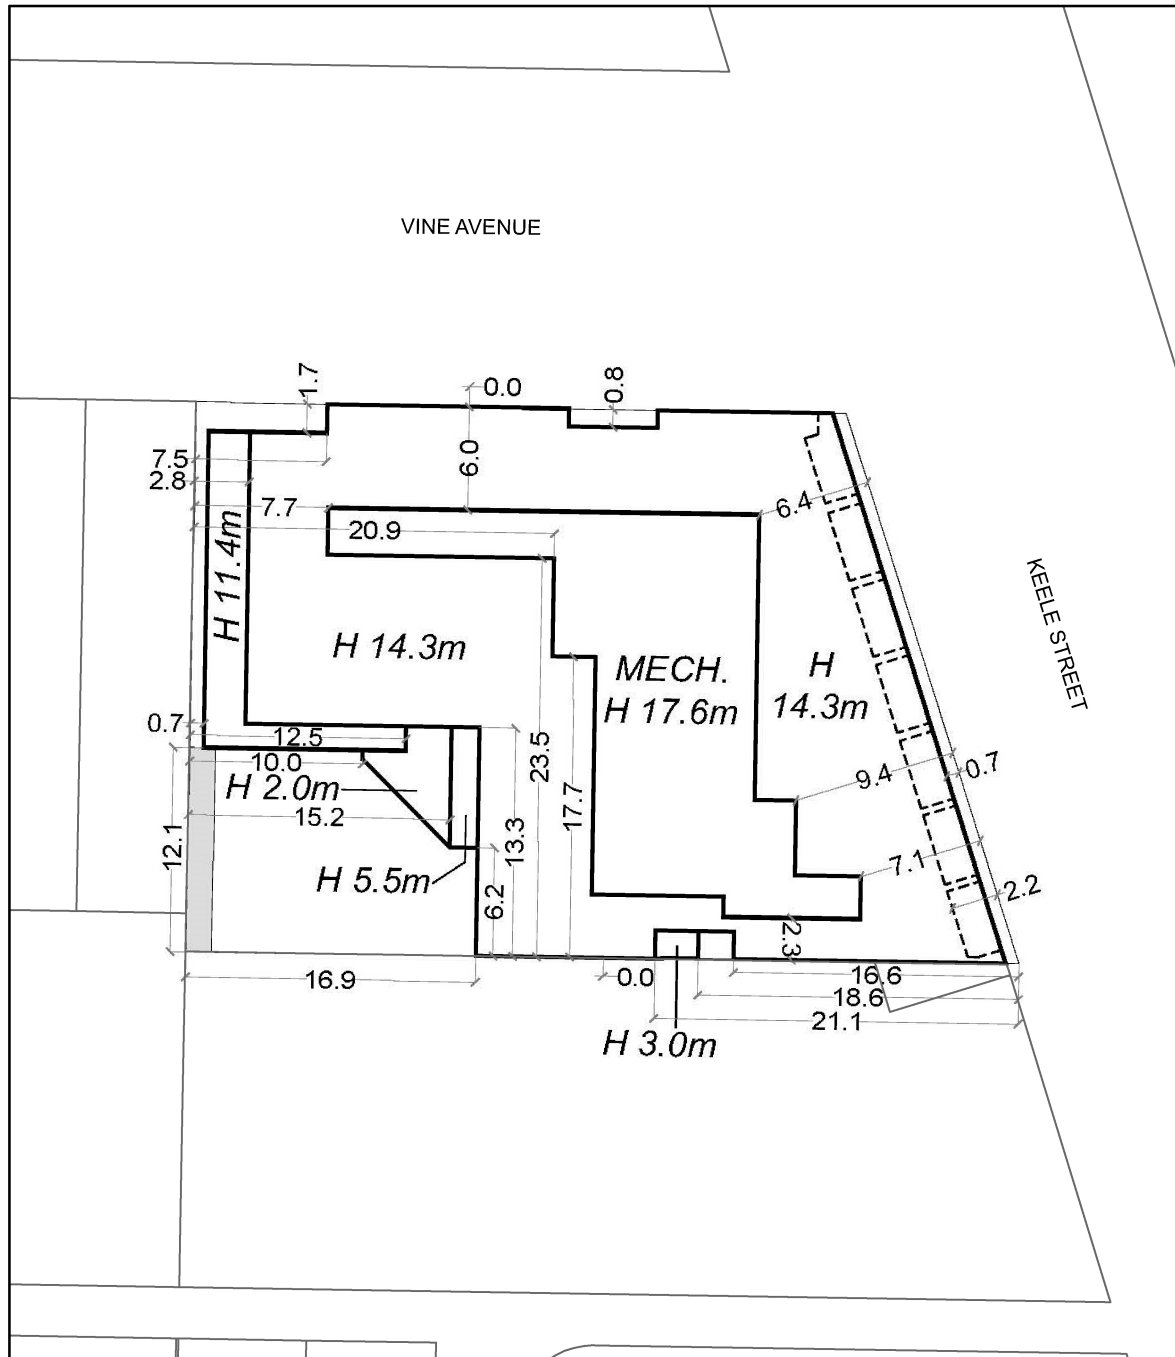 VINE AVENUE
1.7
0.0
0.8
7.5
2.8
6.0
7.7
20.9
6.4
H 11.4m
H 14.3m
MECH.
H 17.6m
H
14.3m
KEELE STREET
0.7
12.5
10.0
H 2.0m
15.2
12.1
H 5.5m
6.2
13.3
23.5
17.7
9.4
0.7
7.1
2.2
2.3
16.9
0.0
16.6
18.6
21.1
H 3.0m